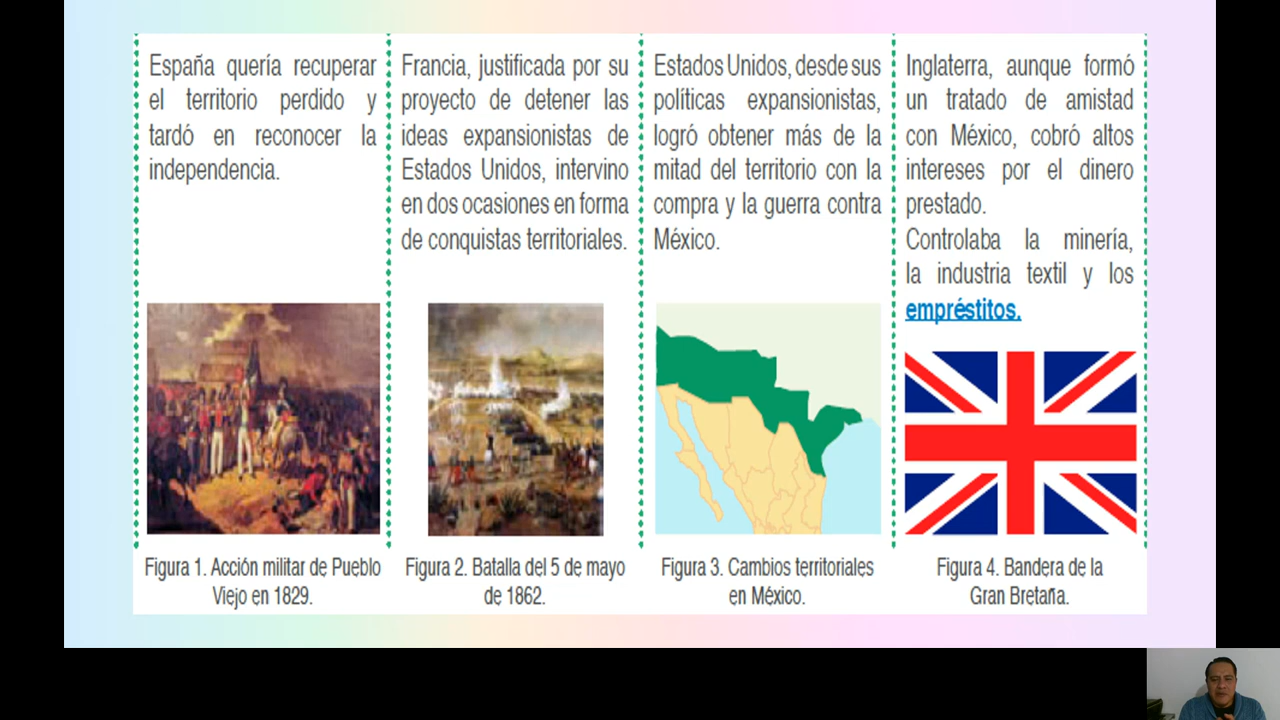 España quería recuperar
el territorio perdido y
tardó en reconocer la
independencia.
Figura 1. Acción militar de Pueblo
Viejo en 1829.
Francia, justificada por su
proyecto de detener las
ideas expansionistas de
Estados Unidos, intervino
en dos ocasiones en forma
de conquistas territoriales.
Figura 2. Batalla del 5 de mayo
de 1862.
Estados Unidos, desde sus
políticas expansionistas,
logró obtener más de la
mitad del territorio con la
compra y la guerra contra
México.
Figura 3. Cambios territoriales
en México.
Inglaterra, aunque formó
un tratado de amistad
con México, cobró altos
intereses por el dinero
prestado.
Controlaba la minería,
la industria textil y los
empréstitos.
Figura 4. Bandera de la
Gran Bretaña.